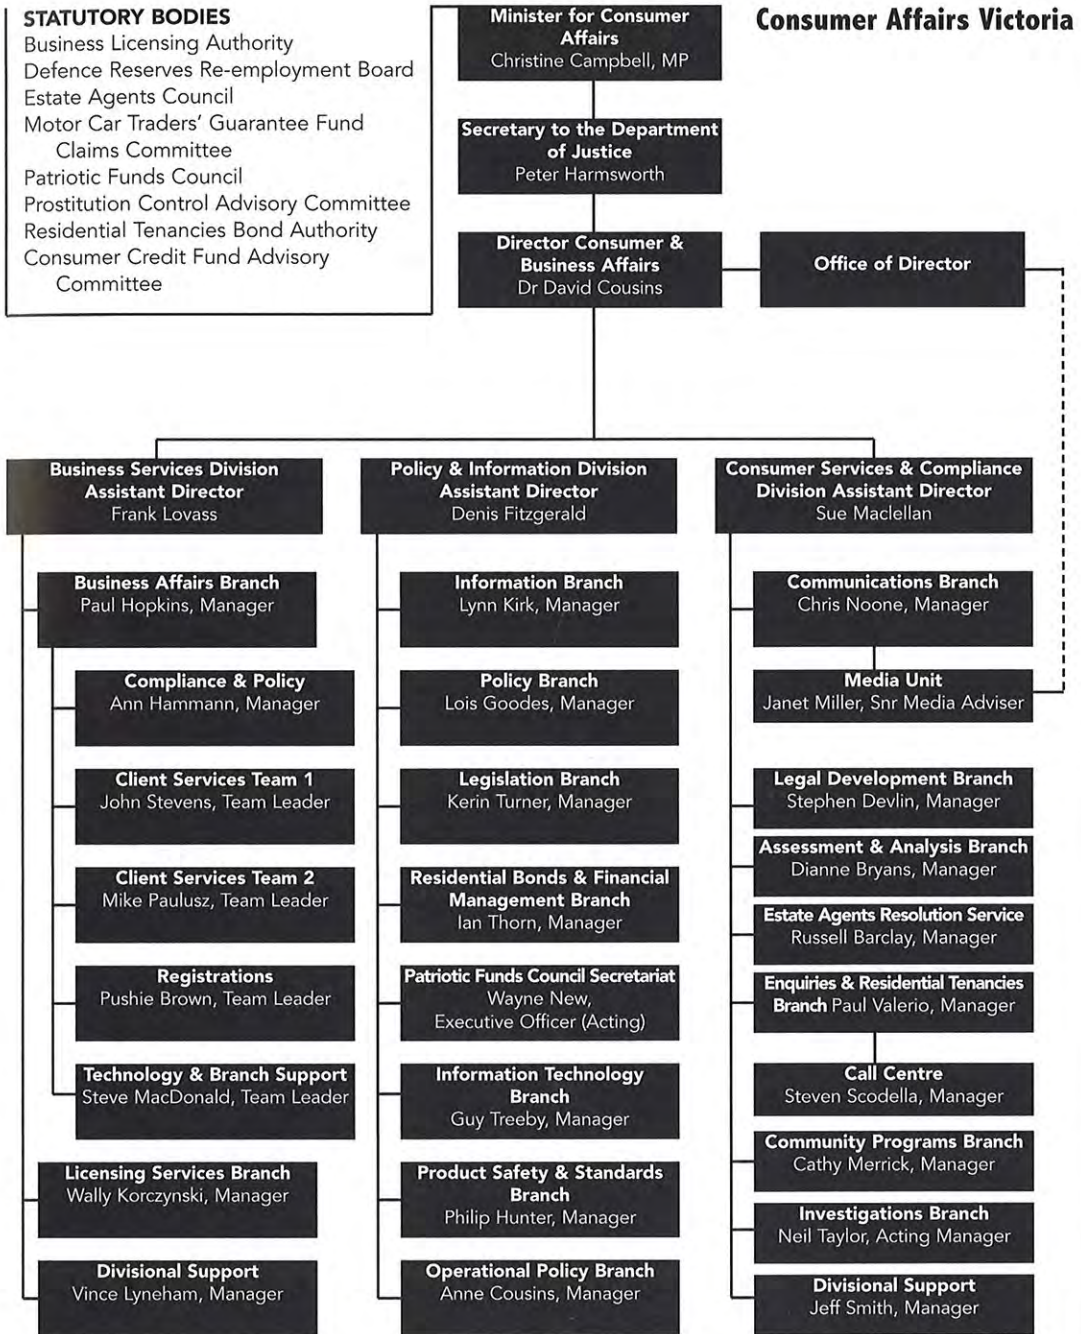 STATUTORY BODIES
Business Licensing Authority
Defence Reserves Re-employment Board
Estate Agents Council
Motor Car Traders' Guarantee Fund
Claims Committee
Patriotic Funds Council
Prostitution Control Advisory Committee
Residential Tenancies Bond Authority
Consumer Credit Fund Advisory
Committee
Minister for Consumer
Affairs
Christine Campbell, MP
Consumer Affairs Victoria
Secretary to the Department
of Justice
Peter Harmsworth
Director Consumer &
Business Affairs
Dr David Cousins
Office of Director
Business Services Division
Assistant Director
Frank Lovass
Business Affairs Branch
Paul Hopkins, Manager
Compliance & Policy
Ann Hammann, Manager
Client Services Team 1
John Stevens, Team Leader
Client Services Team 2
Mike Paulusz, Team Leader
Registrations
Pushie Brown, Team Leader
Technology & Branch Support
Steve MacDonald, Team Leader
Licensing Services Branch
Wally Korczynski, Manager
Divisional Support
Vince Lyneham, Manager
Policy & Information Division
Assistant Director
Denis Fitzgerald
Information Branch
Lynn Kirk, Manager
Policy Branch
Lois Goodes, Manager
Legislation Branch
Kerin Turner, Manager
Residential Bonds & Financial
Management Branch
Ian Thorn, Manager
Patriotic Funds Council Secretariat
Wayne New,
Executive Officer (Acting)
Information Technology
Branch
Guy Treeby, Manager
Product Safety & Standards
Branch
Philip Hunter, Manager
Operational Policy Branch
Anne Cousins, Manager
Consumer Services & Compliance
Division Assistant Director
Sue Maclellan
Communications Branch
Chris Noone, Manager
Media Unit
Janet Miller, Snr Media Adviser
Legal Development Branch
Stephen Devlin, Manager
Assessment & Analysis Branch
Dianne Bryans, Manager
Estate Agents Resolution Service
Russell Barclay, Manager
Enquiries & Residential Tenancies
Branch Paul Valerio, Manager
Call Centre
Steven Scodella, Manager
Community Programs Branch
Cathy Merrick, Manager
Investigations Branch
Neil Taylor, Acting Manager
Divisional Support
Jeff Smith, Manager